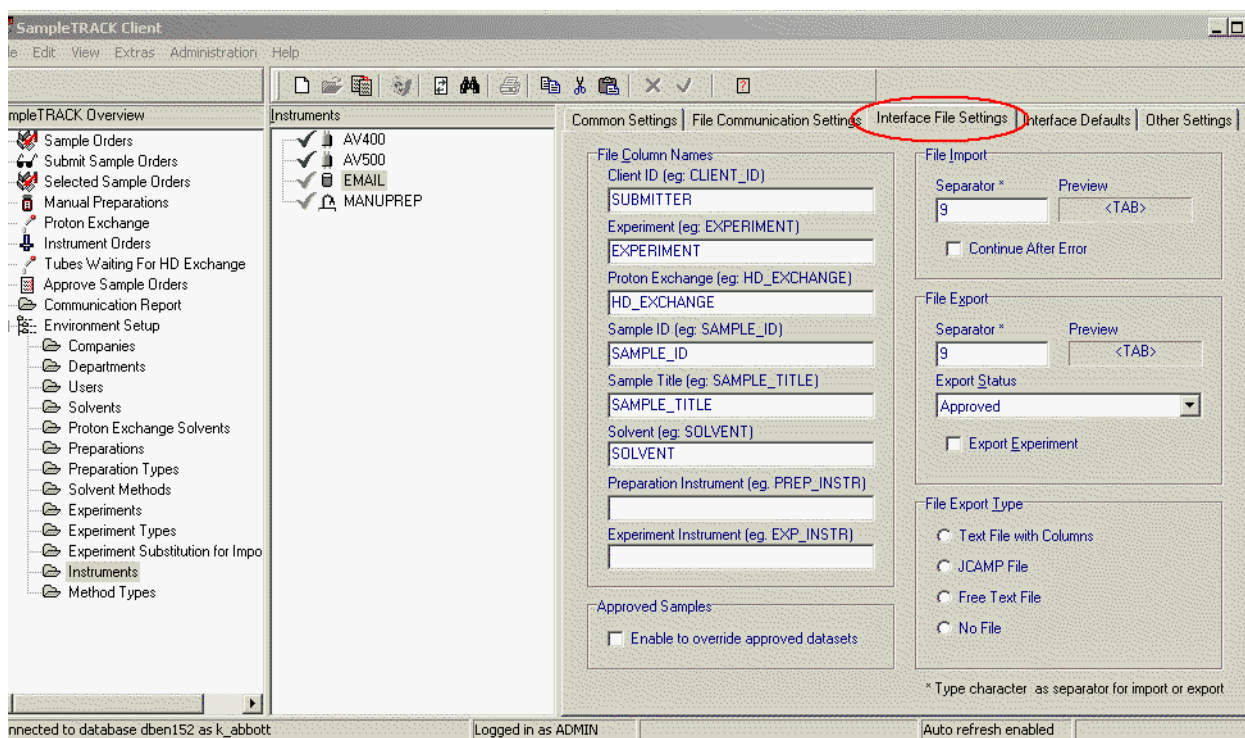 SampleTRACK Client
le Edit View Extras Administration Help
mpleTRACK Overview
Sample Orders
Submit Sample Orders
Selected Sample Orders
Manual Preparations
Proton Exchange
Instrument Orders
Tubes Waiting For HD Exchange
Approve Sample Orders
Communication Report
Environment Setup
Companies
Departments
Users
Solvents
Proton Exchange Solvents
Preparations
Preparation Types
Solvent Methods
Experiments
Experiment Types
Experiment Substitution for Impo
Instruments
Method Types
Instruments
AV400
AV500
EMAIL
MANUPREP
Common Settings File Communication Settings Interface File Settings Interface Defaults Other Settings
File Column Names
Client ID (eg: CLIENT_ID)
SUBMITTER
Experiment (eg: EXPERIMENT)
EXPERIMENT
Proton Exchange (eg: HD_EXCHANGE)
HD_EXCHANGE
Sample ID (eg: SAMPLE_ID)
SAMPLE_ID
Sample Title (eg: SAMPLE_TITLE)
SAMPLE_TITLE
Solvent (eg: SOLVENT)
SOLVENT
Preparation Instrument (eg. PREP_INSTR)
Experiment Instrument (eg. EXP_INSTR)
Approved Samples
Enable to override approved datasets
File Import
Separator * Preview
9 <TAB>
Continue After Error
File Export
Separator * Preview
9 <TAB>
Export Status
Approved
Export Experiment
File Export Type
Text File with Columns
JCAMP File
Free Text File
No File
* Type character as separator for import or export
nnected to database dben152 as k_abbott
Logged in as ADMIN
Auto refresh enabled